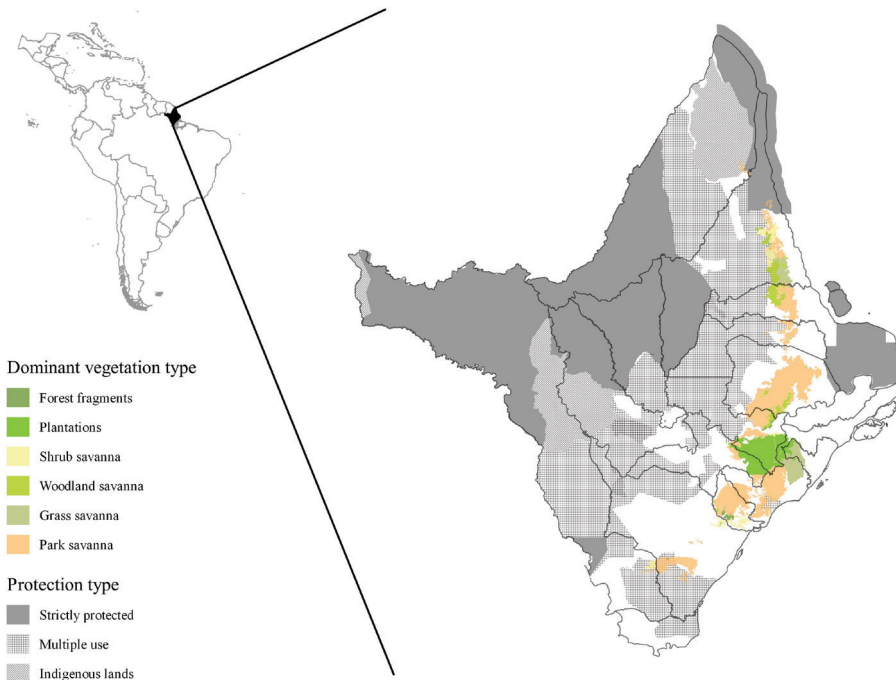 Dominant vegetation type
Forest fragments
Plantations
Shrub savanna
Woodland savanna
Grass savanna
Park savanna
Protection type
Strictly protected
Multiple use
Indigenous lands